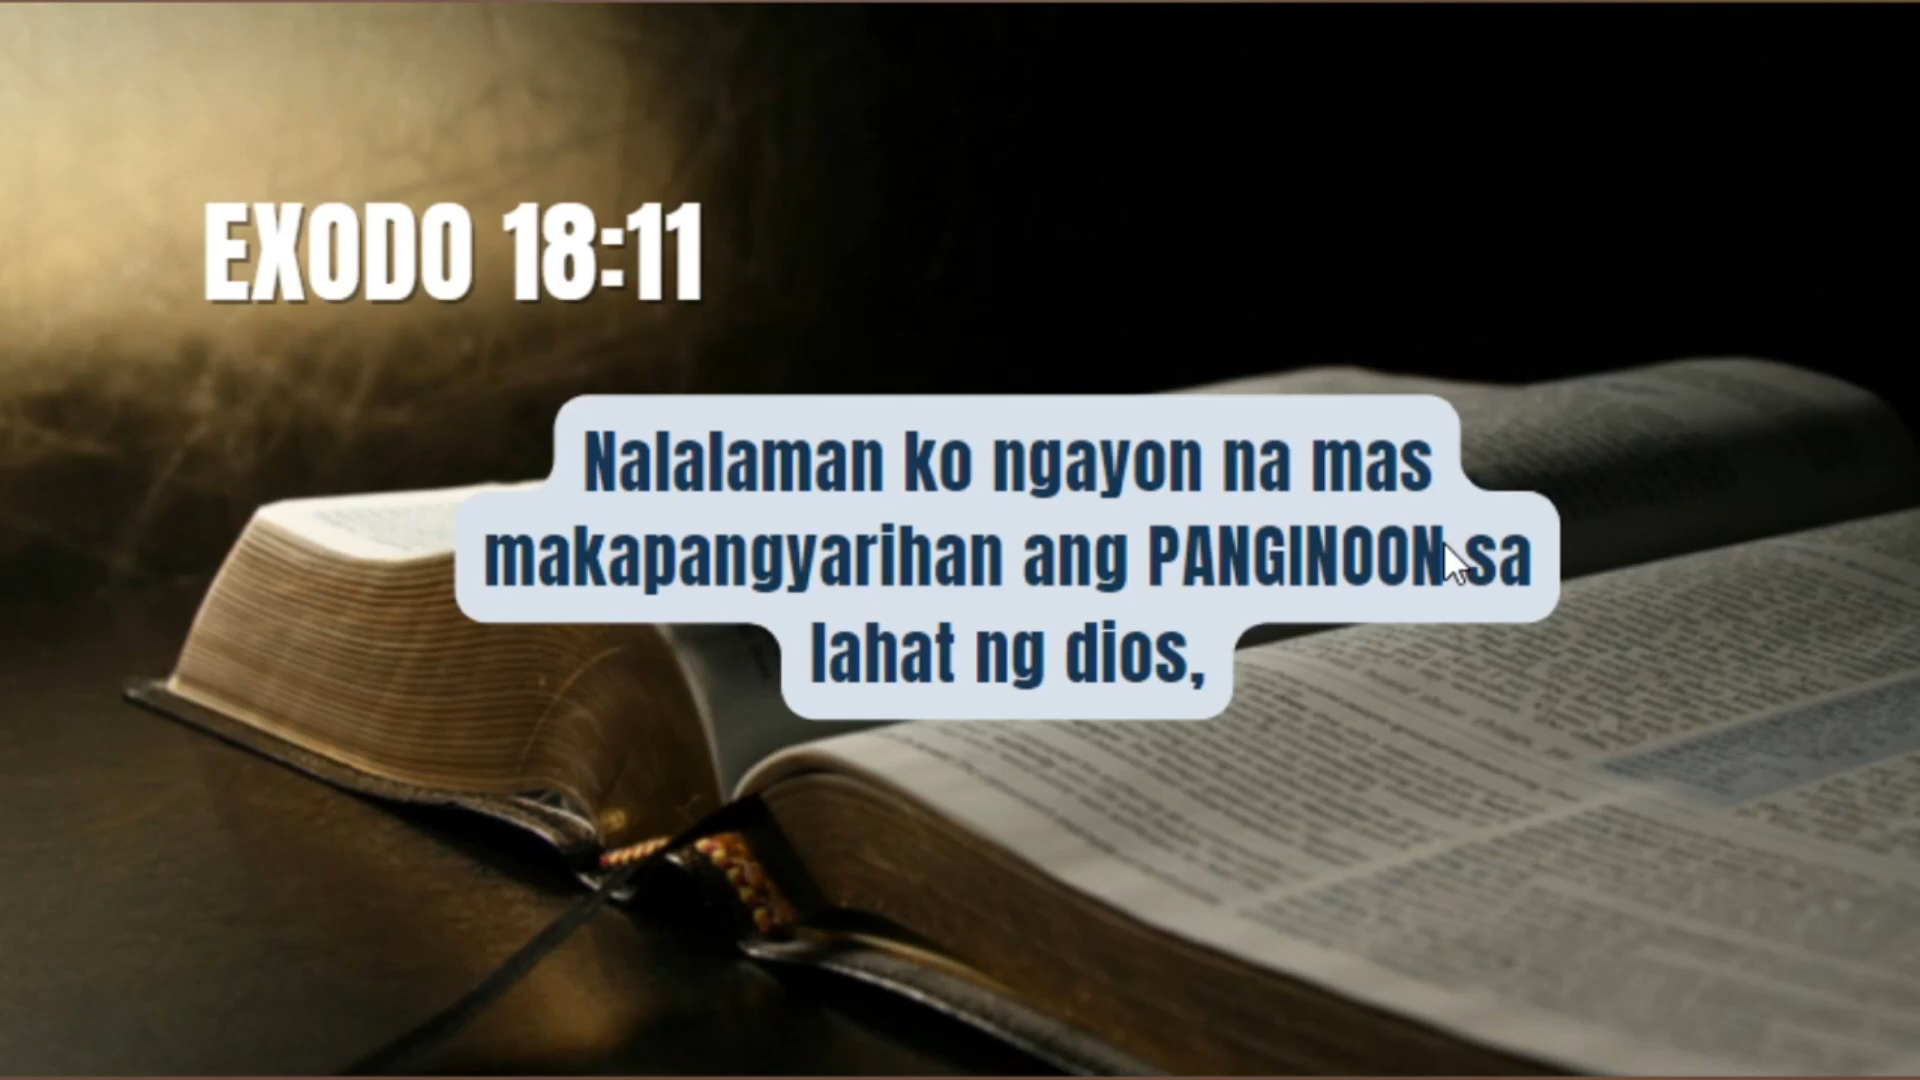 EXODO 18:11
Nalalaman ko ngayon na mas
makapangyarihan ang PANGINOON sa
lahat ng dios,